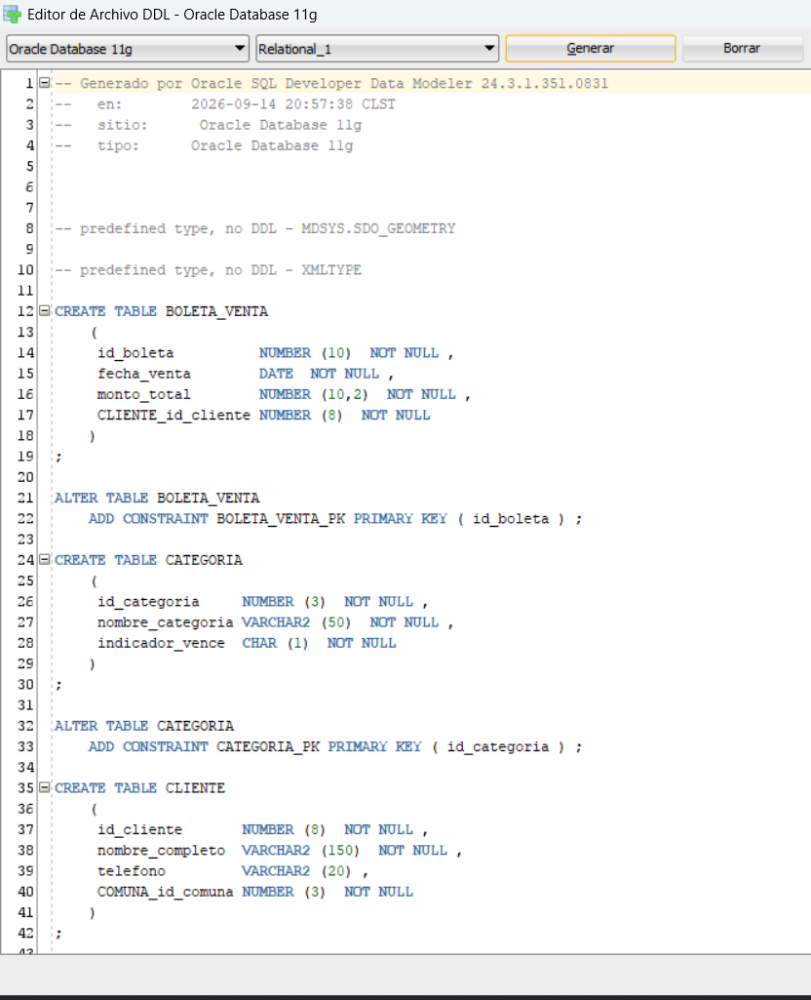 Editor de Archivo DDL - Oracle Database 11g
Oracle Database 11g Relational_1 Generar Borrar
1 -- Generado por Oracle SQL Developer Data Modeler 24.3.1.351.0831
2 --   en:        2026-09-14 20:57:38 CLST
3 --   sitio:      Oracle Database 11g
4 --   tipo:      Oracle Database 11g
5
6
7
8 -- predefined type, no DDL - MDSYS.SDO_GEOMETRY
9
10 -- predefined type, no DDL - XMLTYPE
11
12 CREATE TABLE BOLETA_VENTA
13     (
14      id_boleta          NUMBER (10)  NOT NULL ,
15      fecha_venta        DATE  NOT NULL ,
16      monto_total        NUMBER (10,2)  NOT NULL ,
17      CLIENTE_id_cliente NUMBER (8)  NOT NULL
18     )
19 ;
20
21 ALTER TABLE BOLETA_VENTA
22     ADD CONSTRAINT BOLETA_VENTA_PK PRIMARY KEY ( id_boleta ) ;
23
24 CREATE TABLE CATEGORIA
25     (
26      id_categoria     NUMBER (3)  NOT NULL ,
27      nombre_categoria VARCHAR2 (50)  NOT NULL ,
28      indicador_vence  CHAR (1)  NOT NULL
29     )
30 ;
31
32 ALTER TABLE CATEGORIA
33     ADD CONSTRAINT CATEGORIA_PK PRIMARY KEY ( id_categoria ) ;
34
35 CREATE TABLE CLIENTE
36     (
37      id_cliente       NUMBER (8)  NOT NULL ,
38      nombre_completo  VARCHAR2 (150)  NOT NULL ,
39      telefono         VARCHAR2 (20) ,
40      COMUNA_id_comuna NUMBER (3)  NOT NULL
41     )
42 ;
43